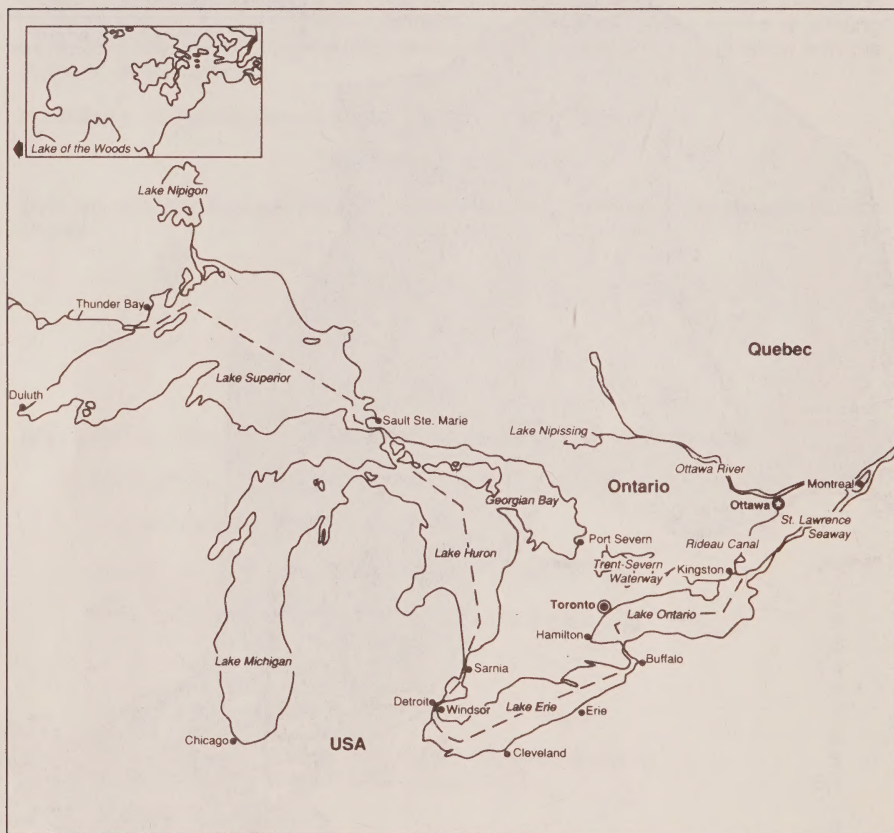 Lake of the Woods
Lake Nipigon
Thunder Bay
Quebec
Lake Superior
Duluth
Sault Ste. Marie
Lake Nipissing
Ottawa River
Georgian Bay
Ontario
Montreal
Ottawa
St. Lawrence
Seaway
Port Severn
Rideau Canal
Lake Huron
Trent-Severn
Waterway
Kingston
Toronto
Lake Ontario
Hamilton
Lake Michigan
Sarnia
Buffalo
Detroit
Windsor
Lake Erie
Erie
Chicago
USA
Cleveland